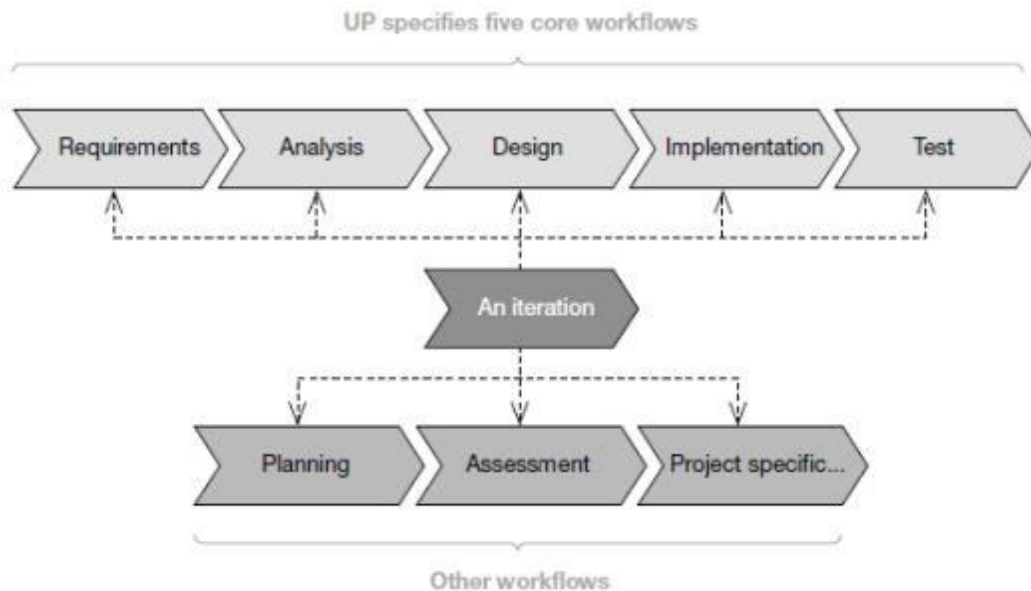 UP specifies five core workflows
Requirements
Analysis
Design
Implementation
Test
An iteration
Planning
Assessment
Project specific...
Other workflows